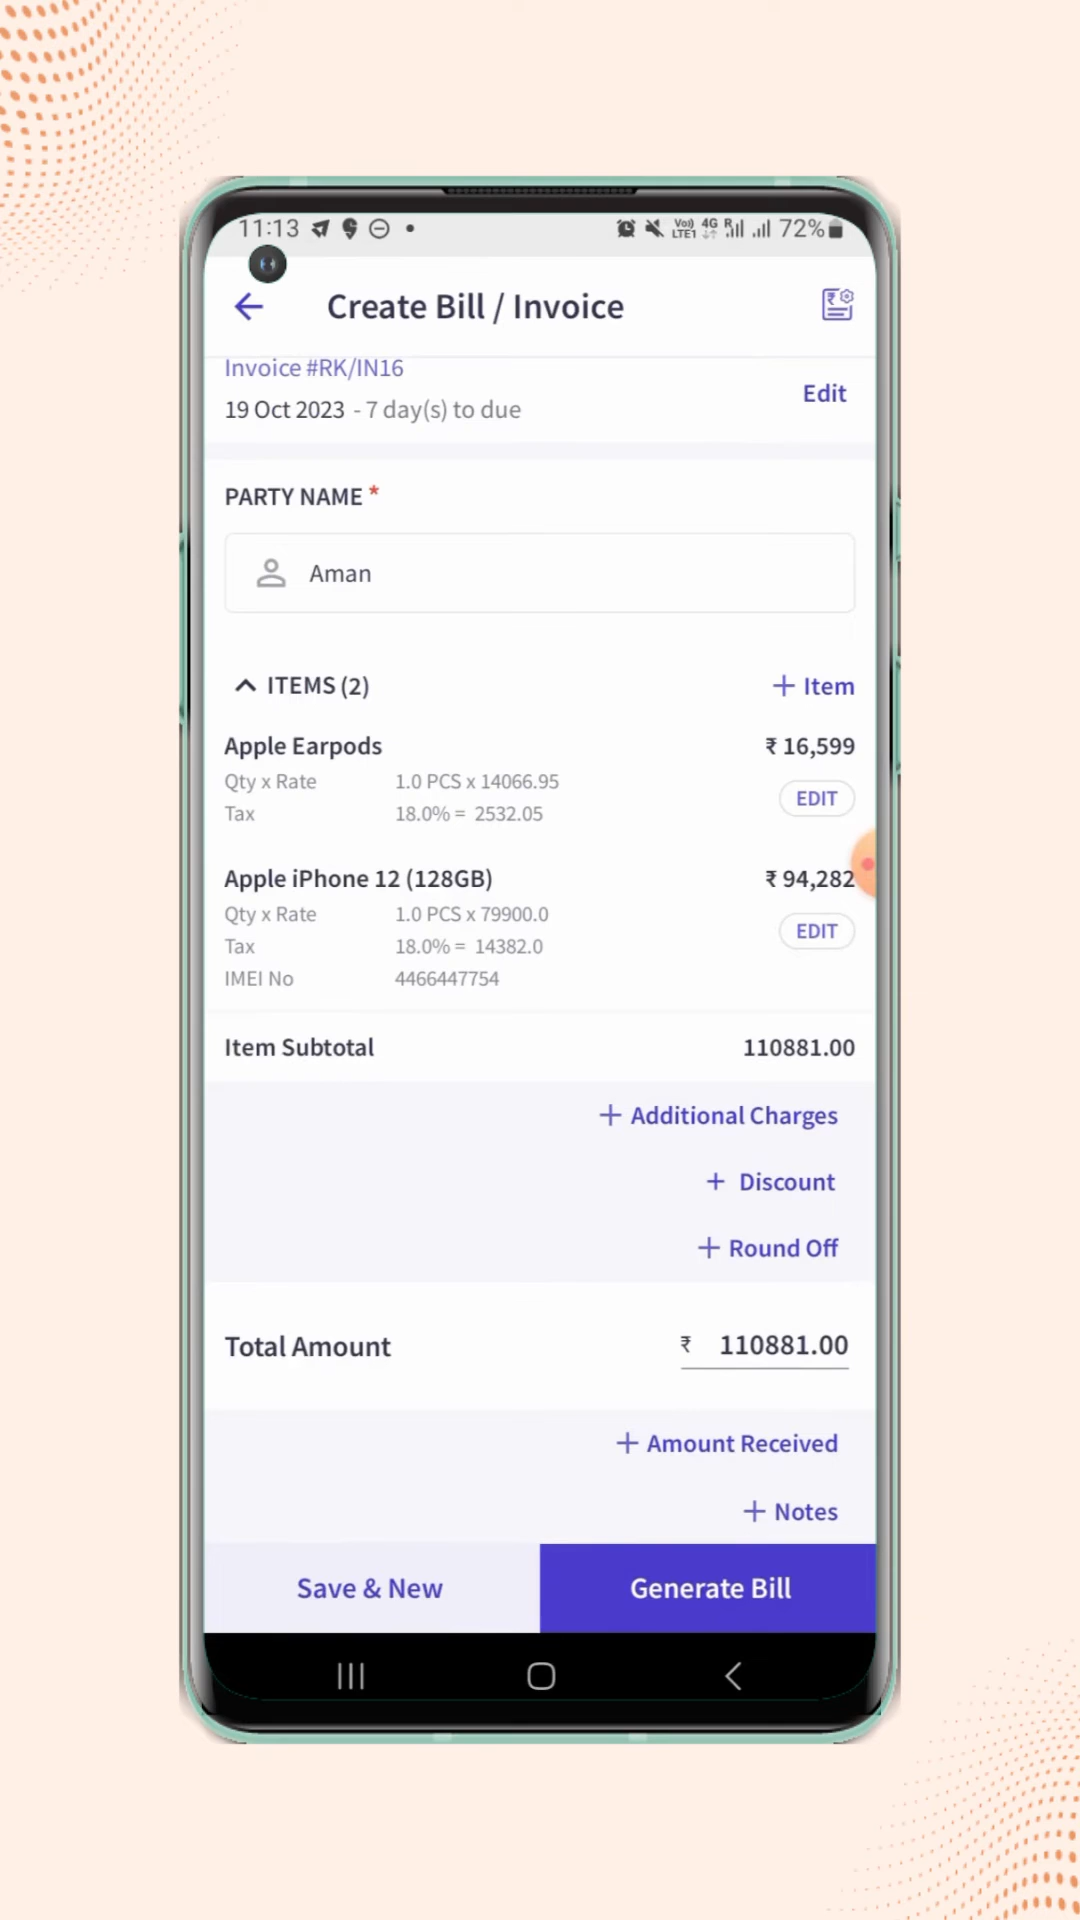 11:13 72%
Create Bill / Invoice
Invoice #RK/IN16
19 Oct 2023 - 7 day(s) to due
Edit
PARTY NAME *
Aman
ITEMS (2) + Item
Apple Earpods ₹ 16,599
Qty x Rate 1.0 PCS x 14066.95
EDIT
Tax 18.0% = 2532.05
Apple iPhone 12 (128GB) ₹ 94,282
Qty x Rate 1.0 PCS x 79900.0
EDIT
Tax 18.0% = 14382.0
IMEI No 4466447754
Item Subtotal 110881.00
+ Additional Charges
+ Discount
+ Round Off
Total Amount ₹ 110881.00
+ Amount Received
+ Notes
Save & New Generate Bill